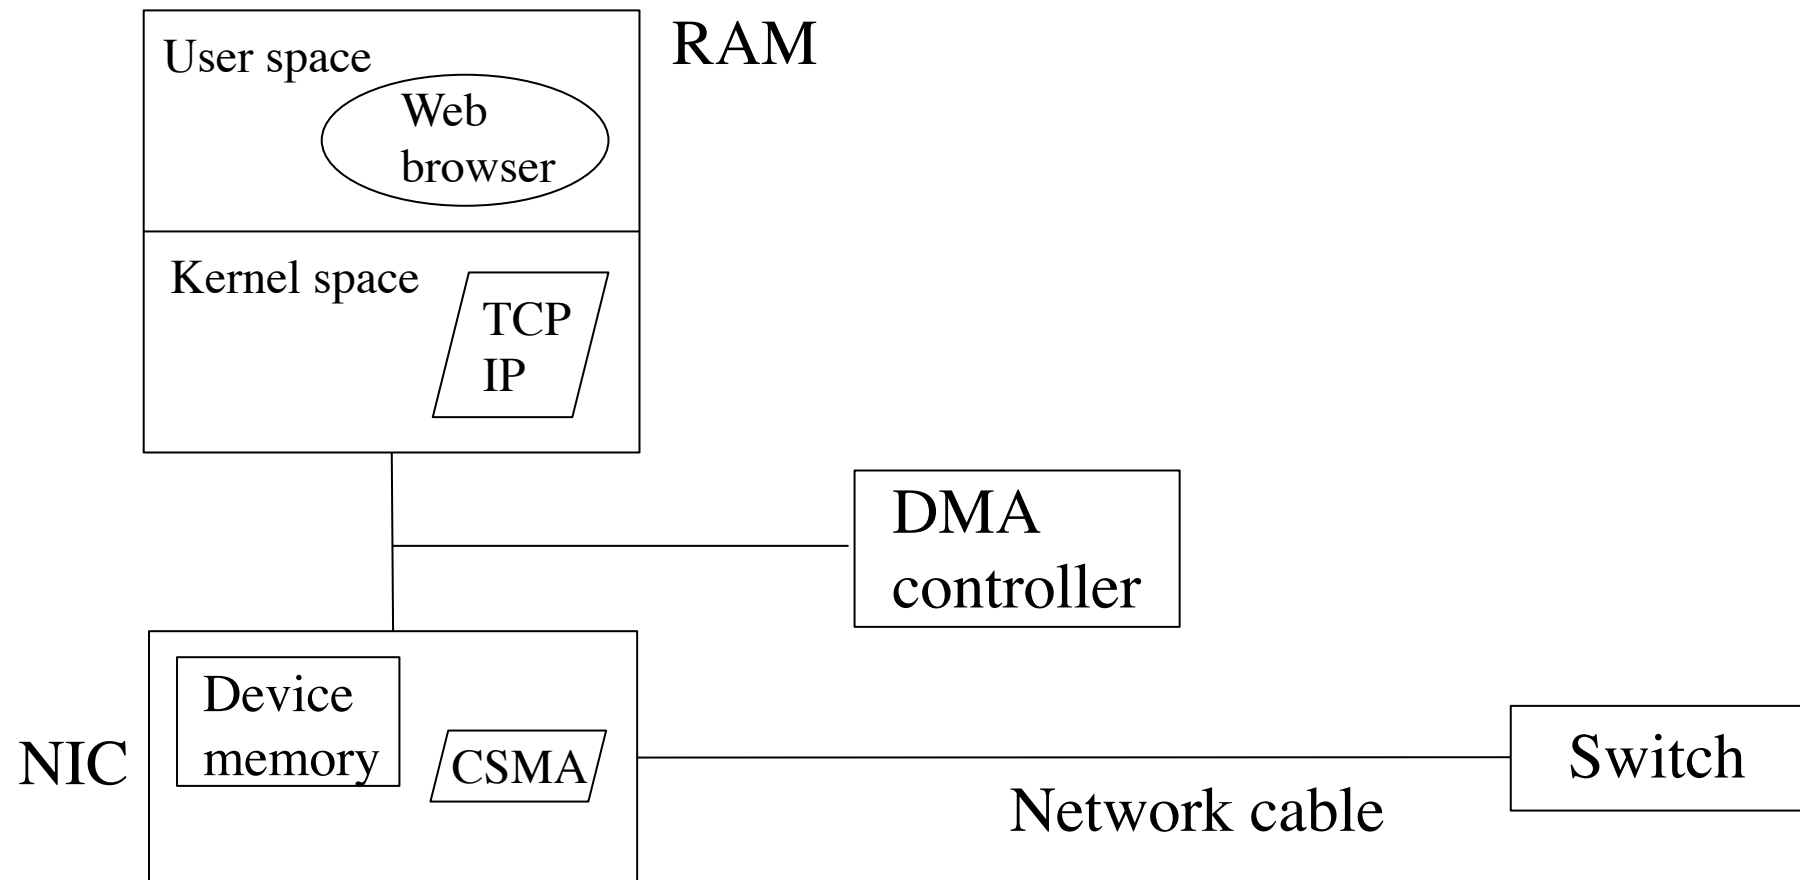 User space
RAM
Web
browser
Kernel space
TCP
IP
DMA
controller
Device
memory
NIC
CSMA
Switch
Network cable